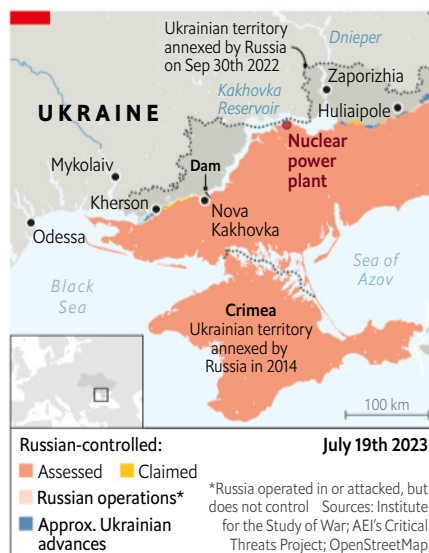 Ukrainian territory
annexed by Russia
on Sep 30th 2022
Dnieper
Zaporizhia
Kakhovka
Reservoir
Huliaipole
UKRAINE
Nuclear
power
plant
Mykolaiv
Dam
Kherson
Nova
Kakhovka
Odessa
Sea of
Azov
Black
Sea
Crimea
Ukrainian territory
annexed by
Russia in 2014
100 km
Russian-controlled:
July 19th 2023
Assessed Claimed
Russian operations*
Approx. Ukrainian
advances
*Russia operated in or attacked, but
does not control Sources: Institute
for the Study of War; AEI’s Critical
Threats Project; OpenStreetMap